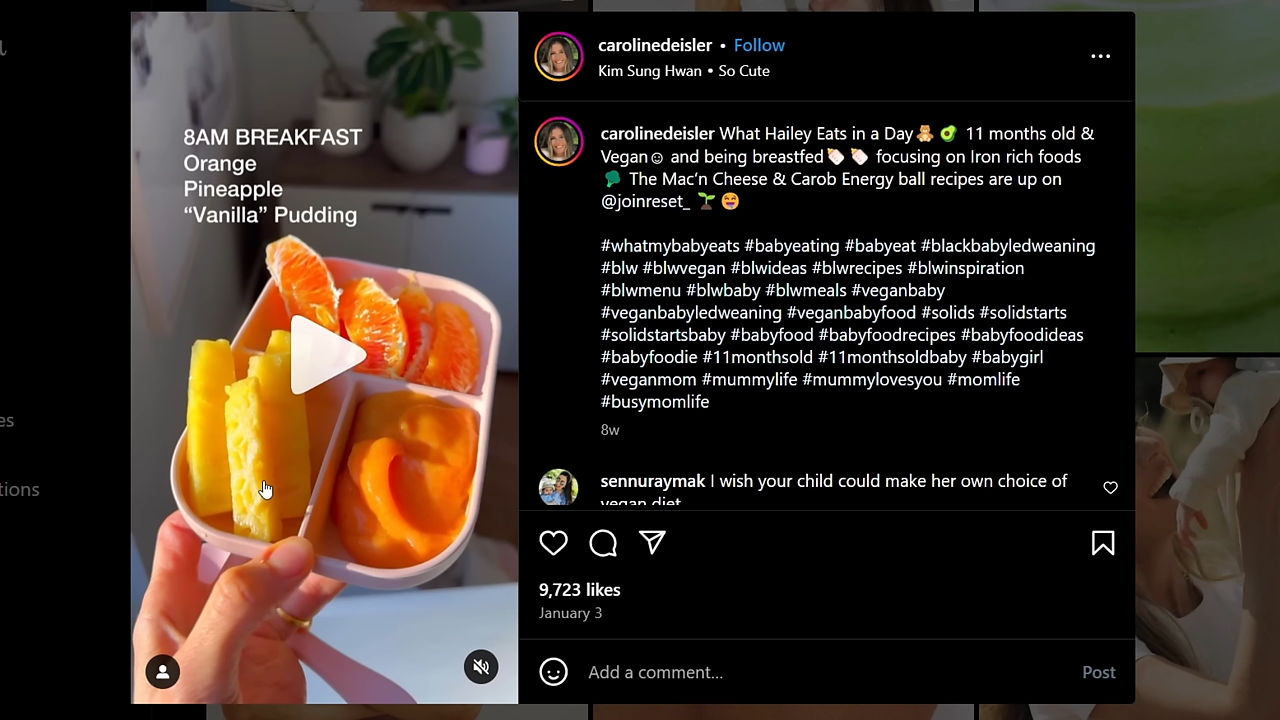 8AM BREAKFAST
Orange
Pineapple
“Vanilla” Pudding
carolinedeisler • Follow
Kim Sung Hwan • So Cute
carolinedeisler What Hailey Eats in a Day🧸🥑 11 months old &
Vegan☺ and being breastfed🍼🍼 focusing on Iron rich foods
🥦 The Mac’n Cheese & Carob Energy ball recipes are up on
@joinreset_ 🌱😄
#whatmybabyeats #babyeating #babyeat #blackbabyledweaning
#blw #blwvegan #blwideas #blwrecipes #blwinspiration
#blwmenu #blwbaby #blwmeals #veganbaby
#veganbabyledweaning #veganbabyfood #solids #solidstarts
#solidstartsbaby #babyfood #babyfoodrecipes #babyfoodideas
#babyfoodie #11monthsold #11monthsoldbaby #babygirl
#veganmom #mummylife #mummylovesyou #momlife
#busymomlife
8w
sennuraymak I wish your child could make her own choice of
vegan diet
9,723 likes
January 3
Add a comment...
Post
es
tions